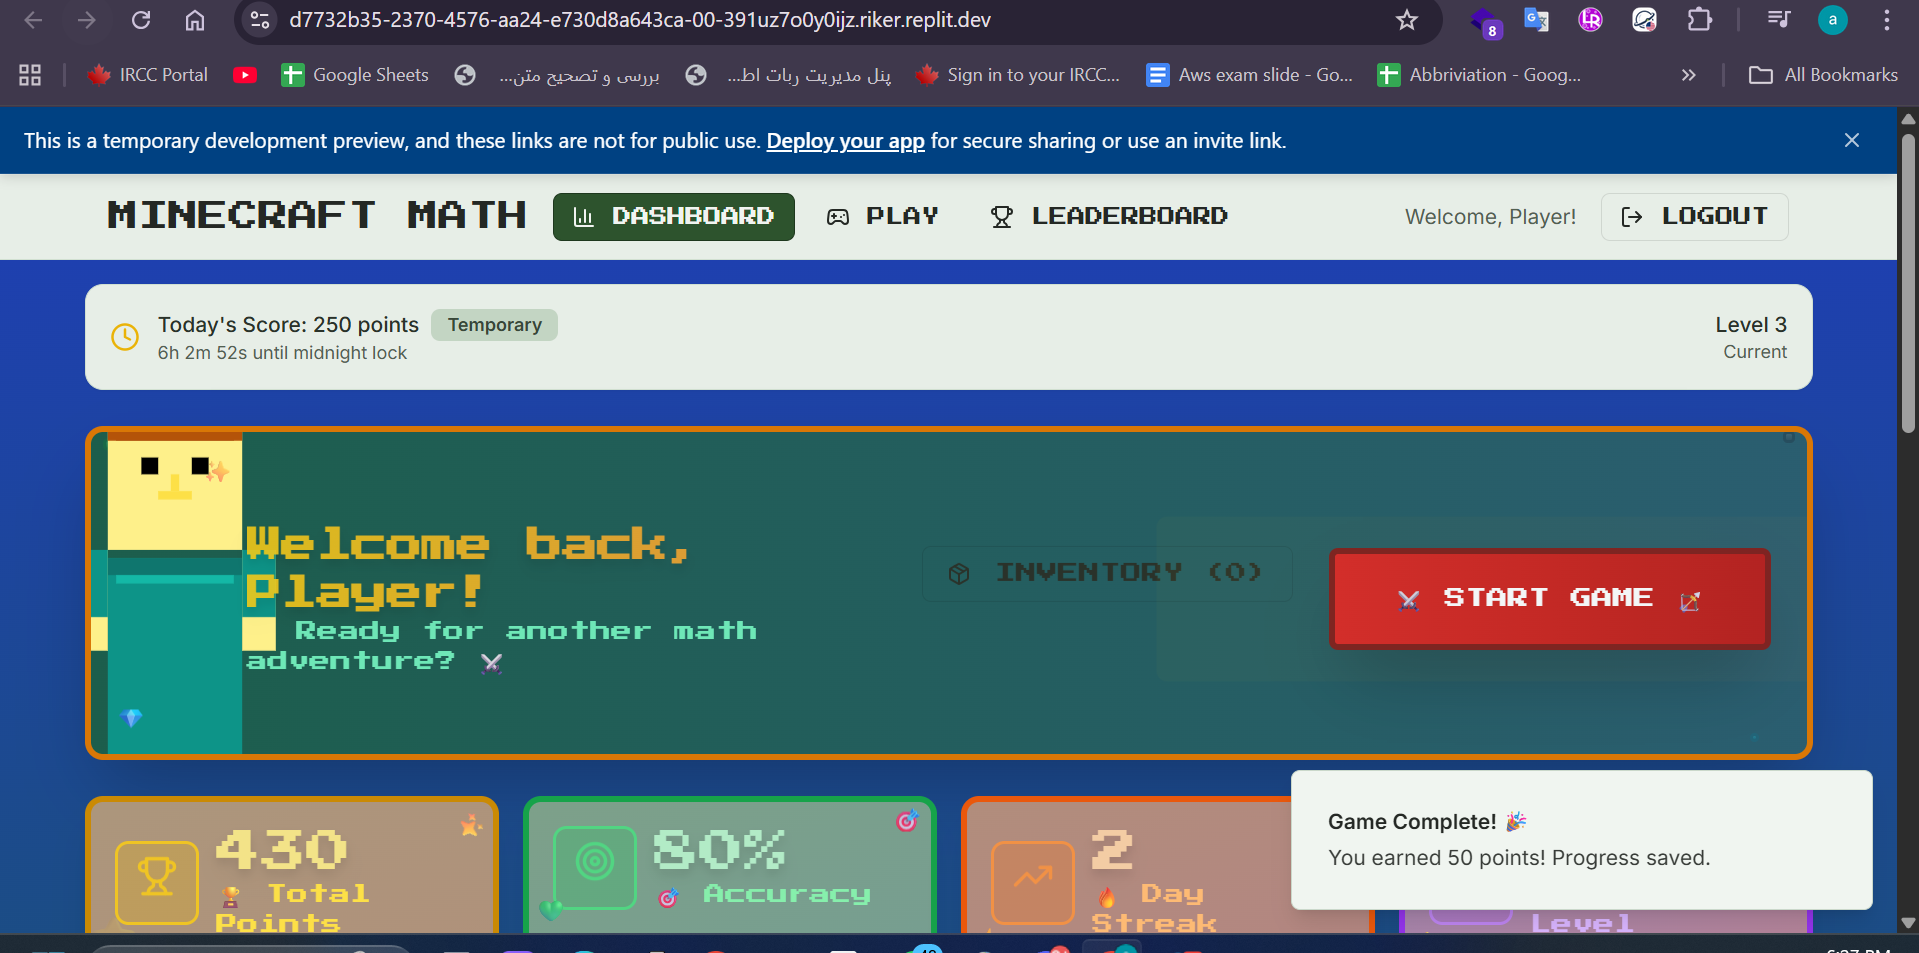 d7732b35-2370-4576-aa24-e730d8a643ca-00-391uz7o0y0ijz.riker.replit.dev
8
a
IRCC Portal
Google Sheets
بررسی و تصحیح متن...
پنل مدیریت ربات اط...
Sign in to your IRCC...
Aws exam slide - Go...
Abbriviation - Goog...
All Bookmarks
This is a temporary development preview, and these links are not for public use. Deploy your app for secure sharing or use an invite link.
MINECRAFT MATH
DASHBOARD
PLAY
LEADERBOARD
Welcome, Player!
LOGOUT
Today's Score: 250 points
Temporary
6h 2m 52s until midnight lock
Level 3
Current
Welcome back,
Player!
Ready for another math
adventure? ⚔️
INVENTORY (0)
⚔️ START GAME 🏹
430
🏆 Total
Points
80%
🎯 Accuracy
2
🔥 Day
Streak
Level
Game Complete! 🎉
You earned 50 points! Progress saved.